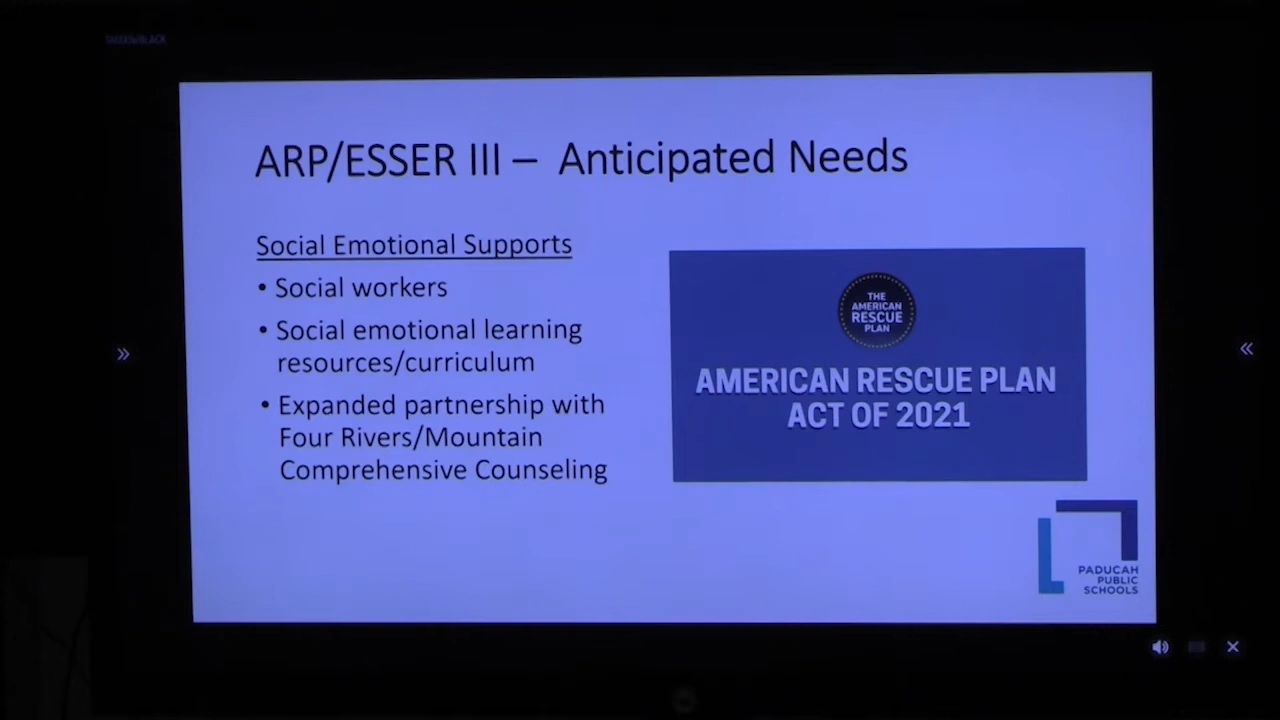 ARP/ESSER III – Anticipated Needs
Social Emotional Supports
• Social workers
• Social emotional learning
resources/curriculum
• Expanded partnership with
Four Rivers/Mountain
Comprehensive Counseling
THE
AMERICAN
RESCUE
PLAN
AMERICAN RESCUE PLAN
ACT OF 2021
PADUCAH
PUBLIC
SCHOOLS